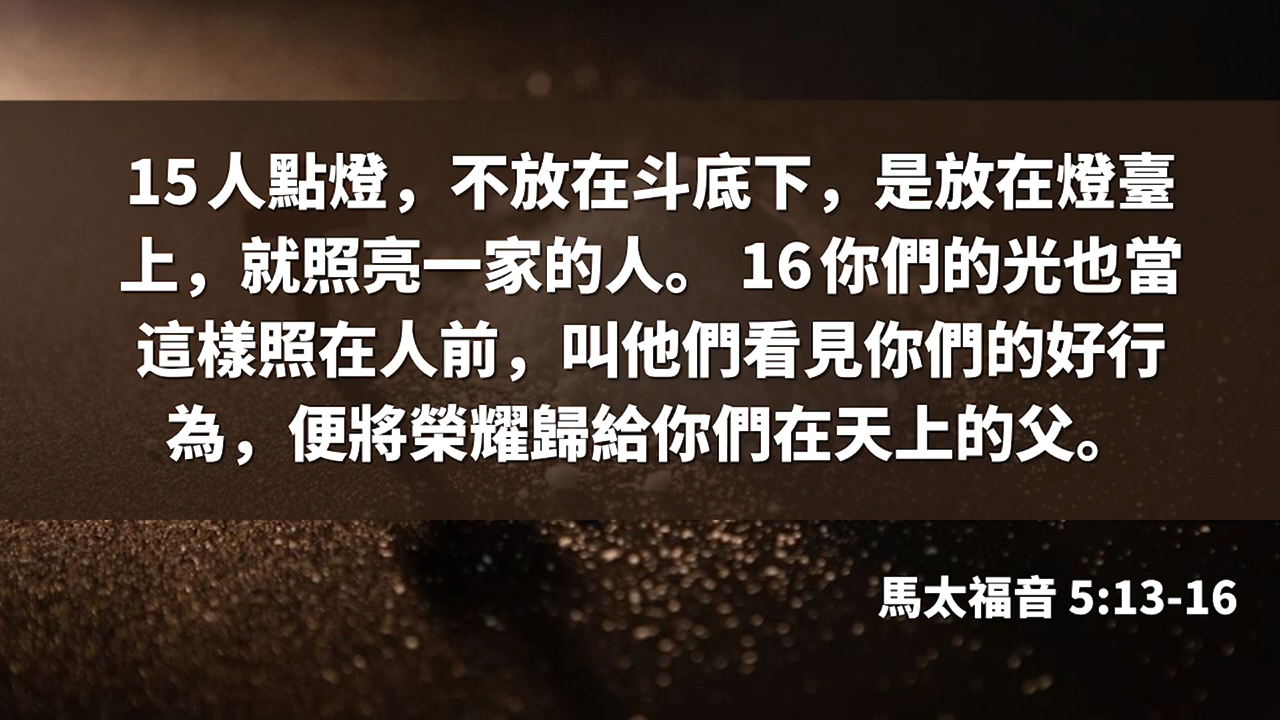 15 人點燈，不放在斗底下，是放在燈臺
上，就照亮一家的人。 16 你們的光也當
這樣照在人前，叫他們看見你們的好行
為，便將榮耀歸給你們在天上的父。
馬太福音 5:13-16